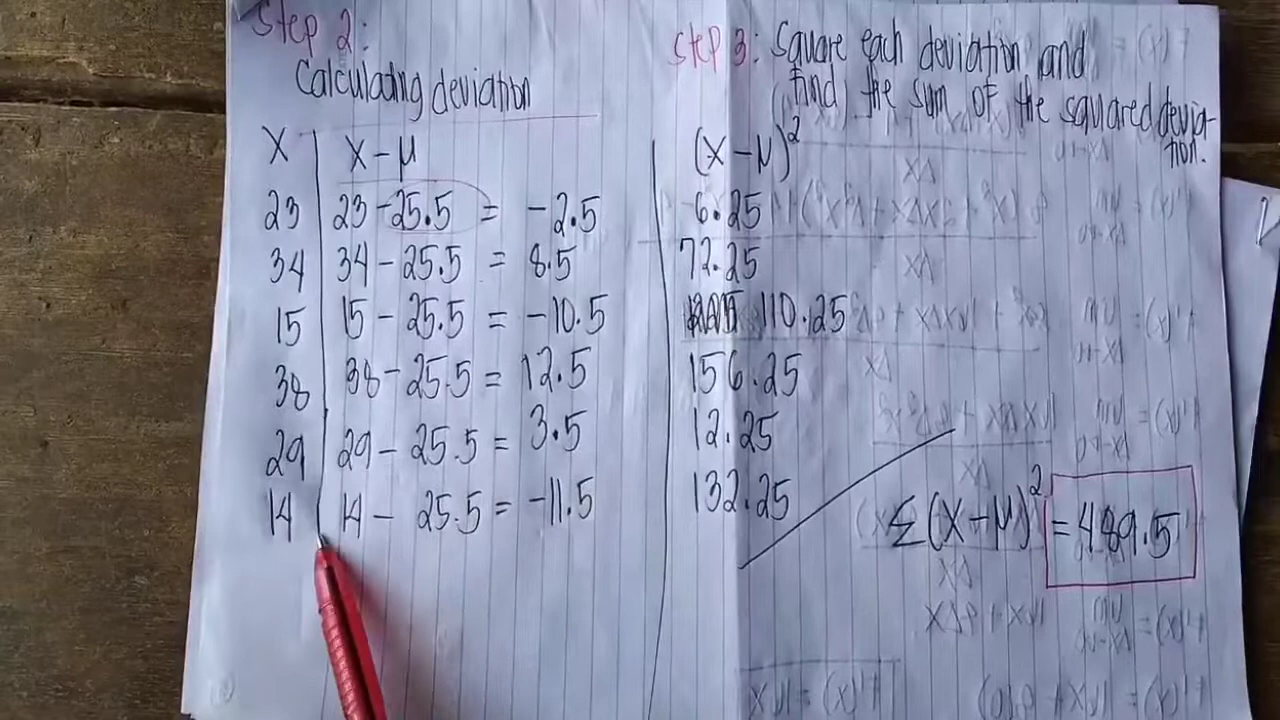 Step 2:
Calculating deviation
X X-μ
23 23-25.5 = -2.5
34 34-25.5 = 8.5
15 15-25.5 = -10.5
38 38-25.5 = 12.5
29 29-25.5 = 3.5
14 14- 25.5 = -11.5
Step 3: Square each deviation and
find the sum of the squared devia-
tion.
(X-μ)²
6.25
72.25
110.25
156.25
12.25
132.25
Σ(X-μ)² = 489.5